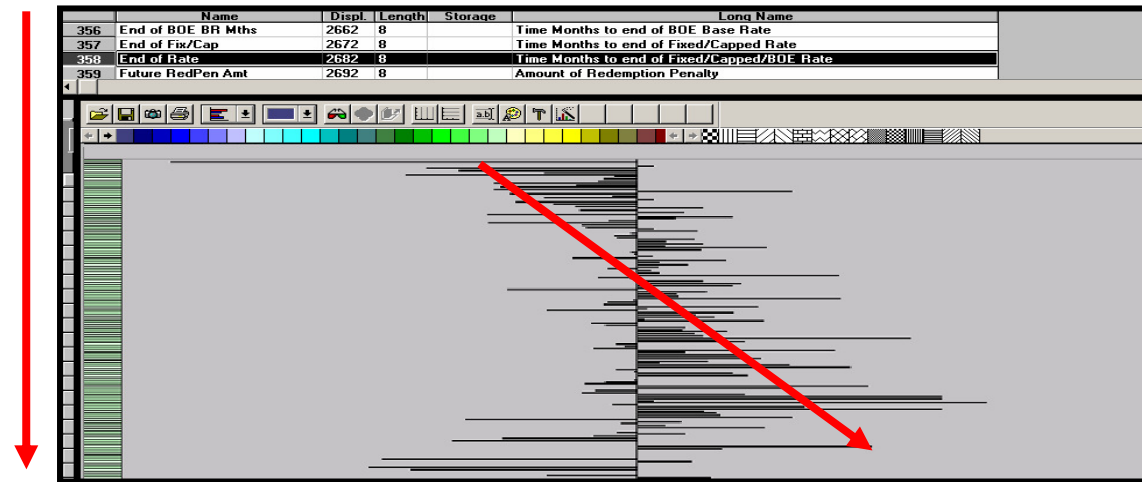 Name Displ. Length Storage Long Name
356 End of BOE BR Mths 2662 8 Time Months to end of BOE Base Rate
357 End of Fix/Cap 2672 8 Time Months to end of Fixed/Capped Rate
358 End of Rate 2682 8 Time Months to end of Fixed/Capped/BOE Rate
359 Future RedPen Amt 2692 8 Amount of Redemption Penalty
a.b
T